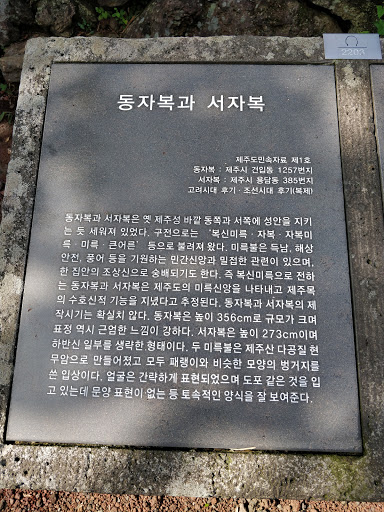 2203
동자복과 서자복
제주도민속자료 제1호
동자복 : 제주시 건입동 1257번지
서자복 : 제주시 용담동 385번지
고려시대 후기·조선시대 후기(복제)
동자복과 서자복은 옛 제주성 바깥 동쪽과 서쪽에 성안을 지키
는 듯 세워져 있었다. 구전으로는 '복신미륵·자복·자복미
륵·미륵·큰어른' 등으로 불려져 왔다. 미륵불은 득남, 해상
안전, 풍어 등을 기원하는 민간신앙과 밀접한 관련이 있으며,
한 집안의 조상신으로 숭배되기도 한다. 즉 복신미륵으로 전하
는 동자복과 서자복은 제주도의 미륵신앙을 나타내고 제주목
의 수호신적 기능을 지녔다고 추정된다. 동자복과 서자복의 제
작시기는 확실치 않다. 동자복은 높이 356cm로 규모가 크며
표정 역시 근엄한 느낌이 강하다. 서자복은 높이 273cm이며
하반신 일부를 생략한 형태이다. 두 미륵불은 제주산 다공질 현
무암으로 만들어졌고 모두 패랭이와 비슷한 모양의 벙거지를
쓴 입상이다. 얼굴은 간략하게 표현되었으며 도포 같은 것을 입
고 있는데 문양 표현이 없는 등 토속적인 양식을 잘 보여준다.